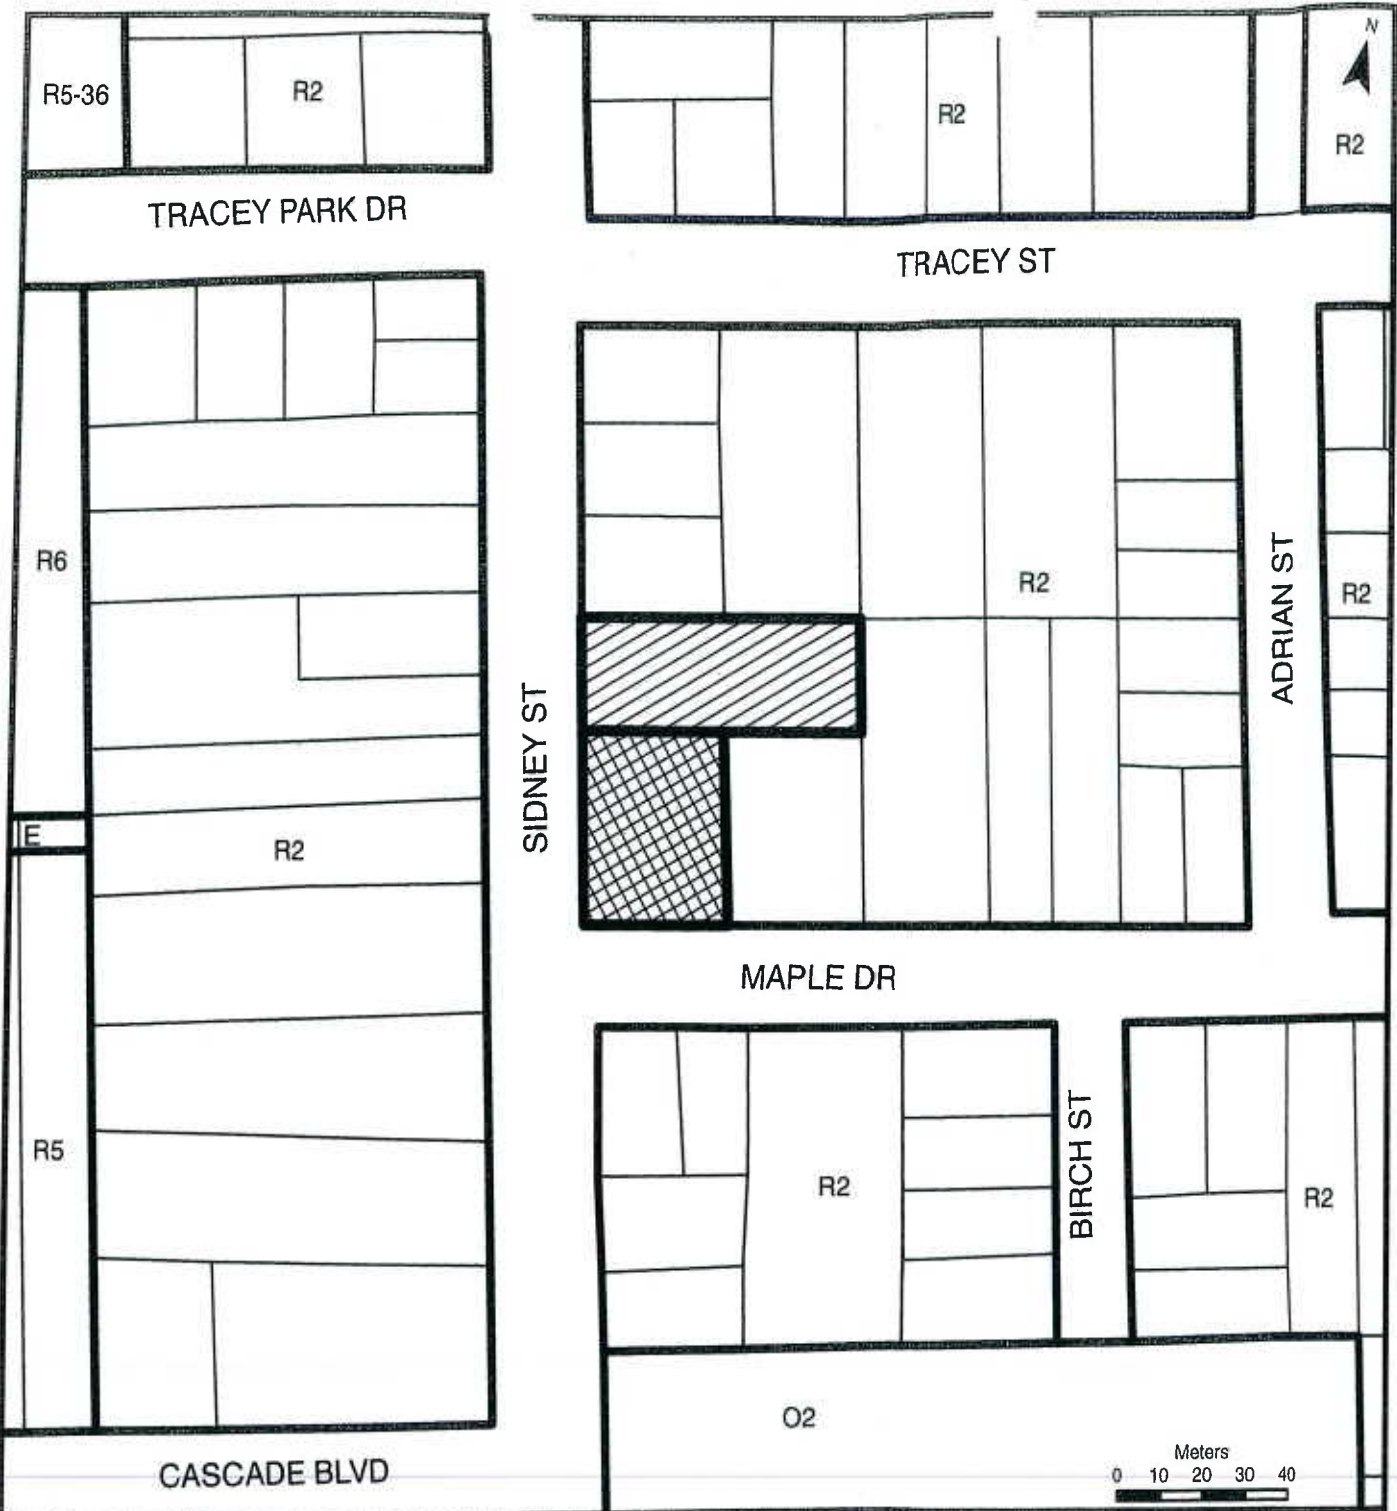 N
R5-36
R2
R2
R2
TRACEY PARK DR
TRACEY ST
R6
R2
R2
ADRIAN ST
SIDNEY ST
E
R2
MAPLE DR
R5
R2
BIRCH ST
R2
O2
Meters
0 10 20 30 40
CASCADE BLVD